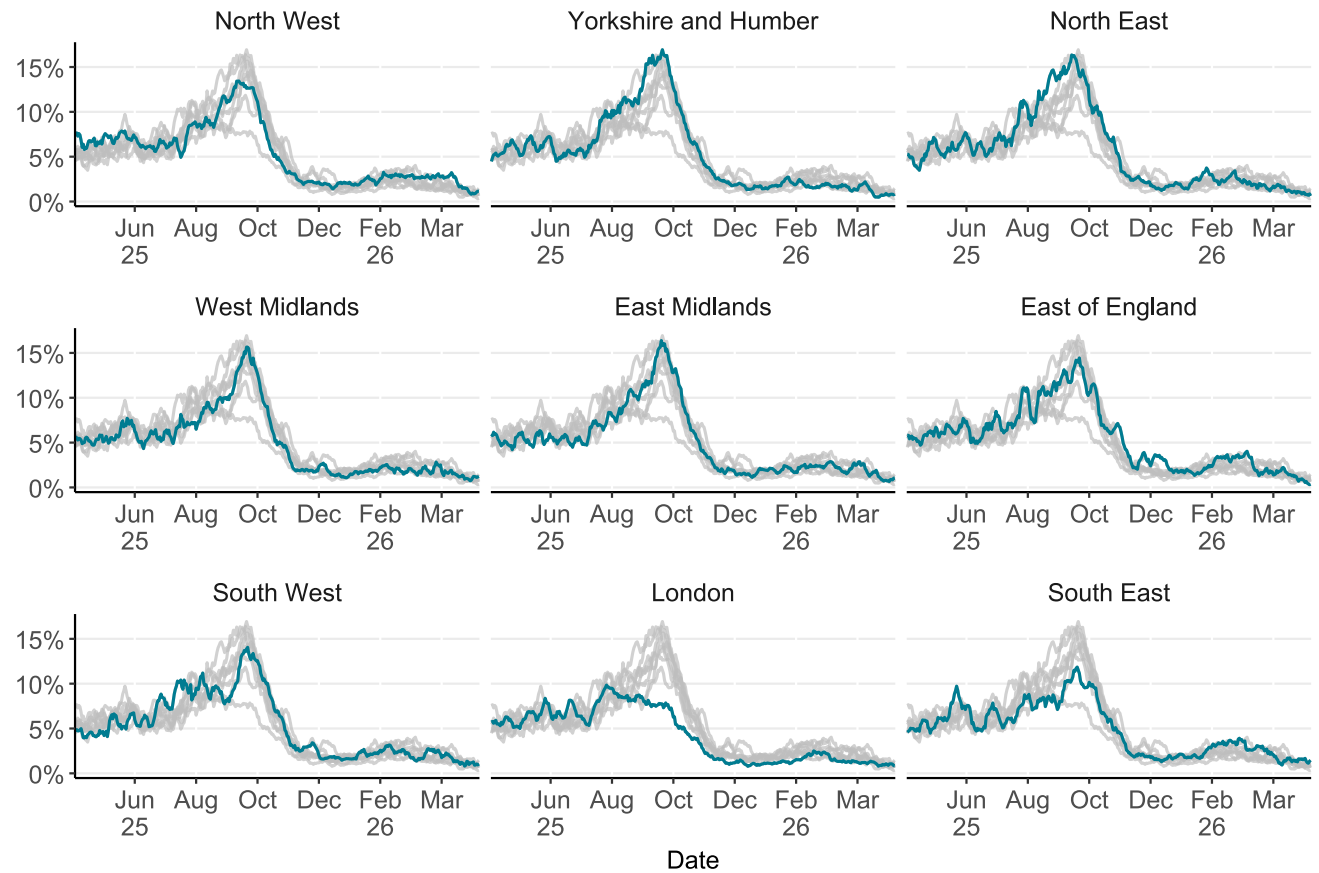 North West
Yorkshire and Humber
North East
15%
10%
5%
0%
Jun Aug Oct Dec Feb Mar
25 26
Jun Aug Oct Dec Feb Mar
25 26
Jun Aug Oct Dec Feb Mar
25 26
West Midlands
East Midlands
East of England
15%
10%
5%
0%
Jun Aug Oct Dec Feb Mar
25 26
Jun Aug Oct Dec Feb Mar
25 26
Jun Aug Oct Dec Feb Mar
25 26
South West
London
South East
15%
10%
5%
0%
Jun Aug Oct Dec Feb Mar
25 26
Jun Aug Oct Dec Feb Mar
25 26
Jun Aug Oct Dec Feb Mar
25 26
Date